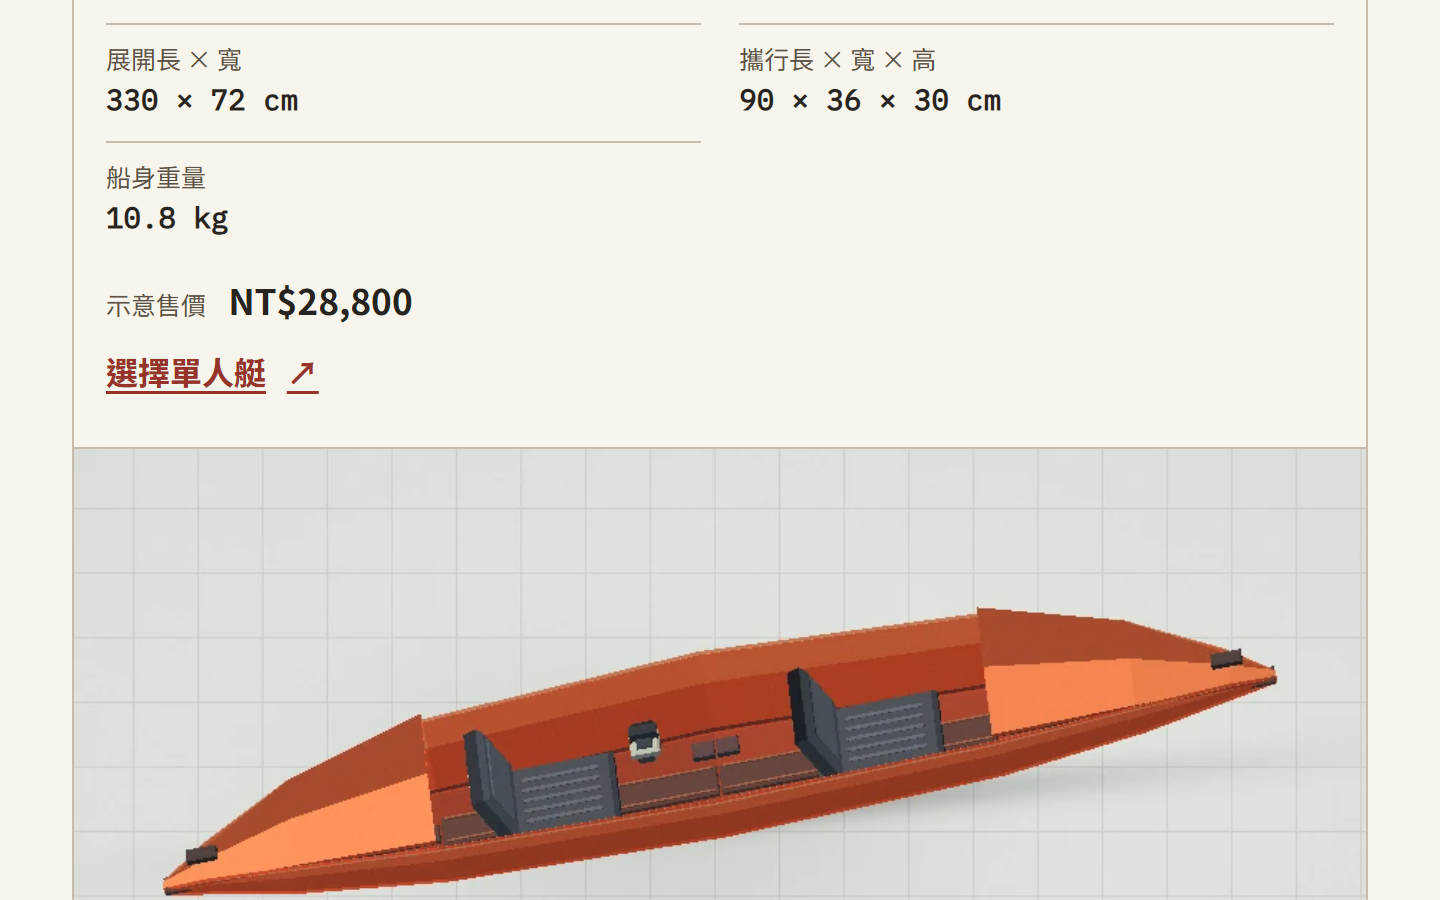 展開長 × 寬
330 × 72 cm
攜行長 × 寬 × 高
90 × 36 × 30 cm
船身重量
10.8 kg
示意售價 NT$28,800
選擇單人艇 ↗